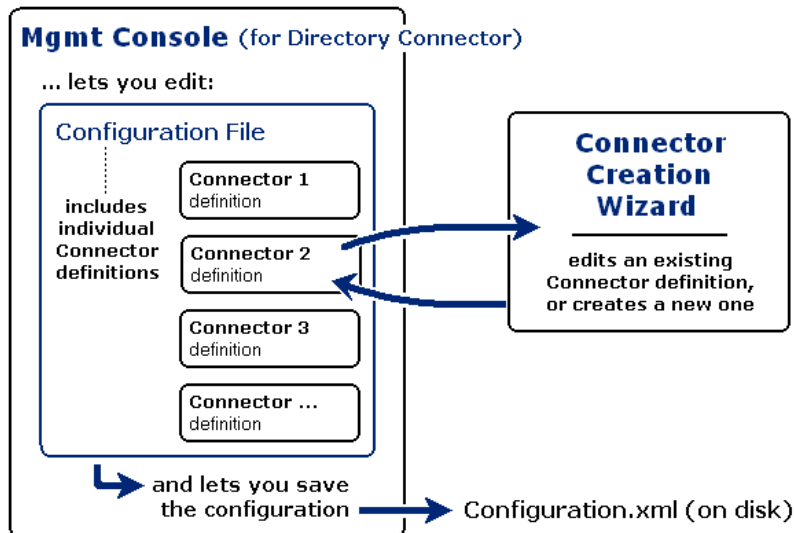 Mgmt Console (for Directory Connector)
... lets you edit:
Configuration File
includes
individual
Connector
definitions
Connector 1
definition
Connector 2
definition
Connector 3
definition
Connector ...
definition
Connector
Creation
Wizard
edits an existing
Connector definition,
or creates a new one
and lets you save
the configuration
Configuration.xml (on disk)